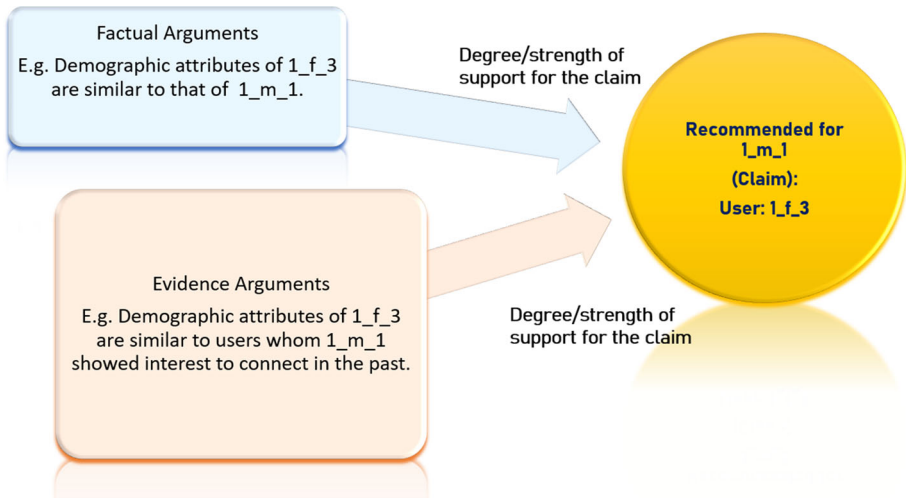 Factual Arguments
E.g. Demographic attributes of 1_f_3
are similar to that of 1_m_1.
Degree/strength of
support for the claim
Recommended for
1_m_1
(Claim):
User: 1_f_3
Evidence Arguments
E.g. Demographic attributes of 1_f_3
are similar to users whom 1_m_1
showed interest to connect in the past.
Degree/strength of
support for the claim